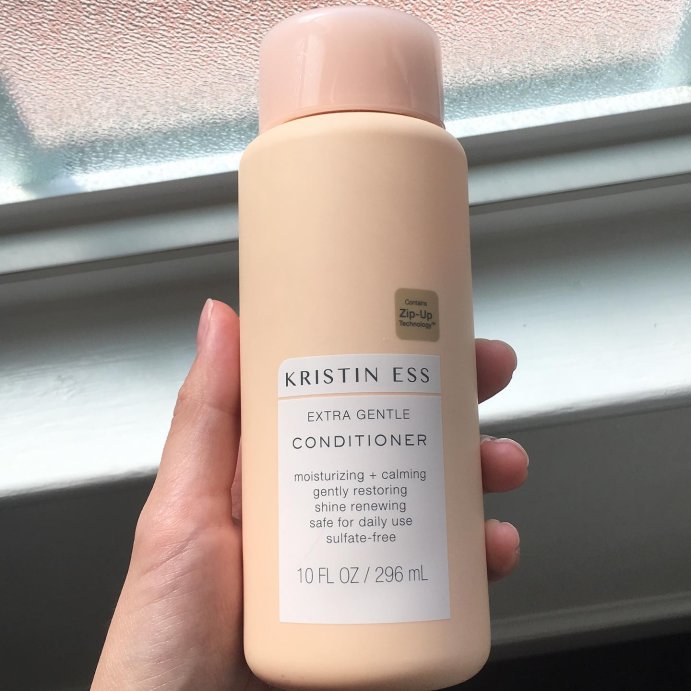 Contains
Zip-Up
Technology™
KRISTIN ESS
EXTRA GENTLE
CONDITIONER
moisturizing + calming
gently restoring
shine renewing
safe for daily use
sulfate-free
10 FL OZ / 296 mL